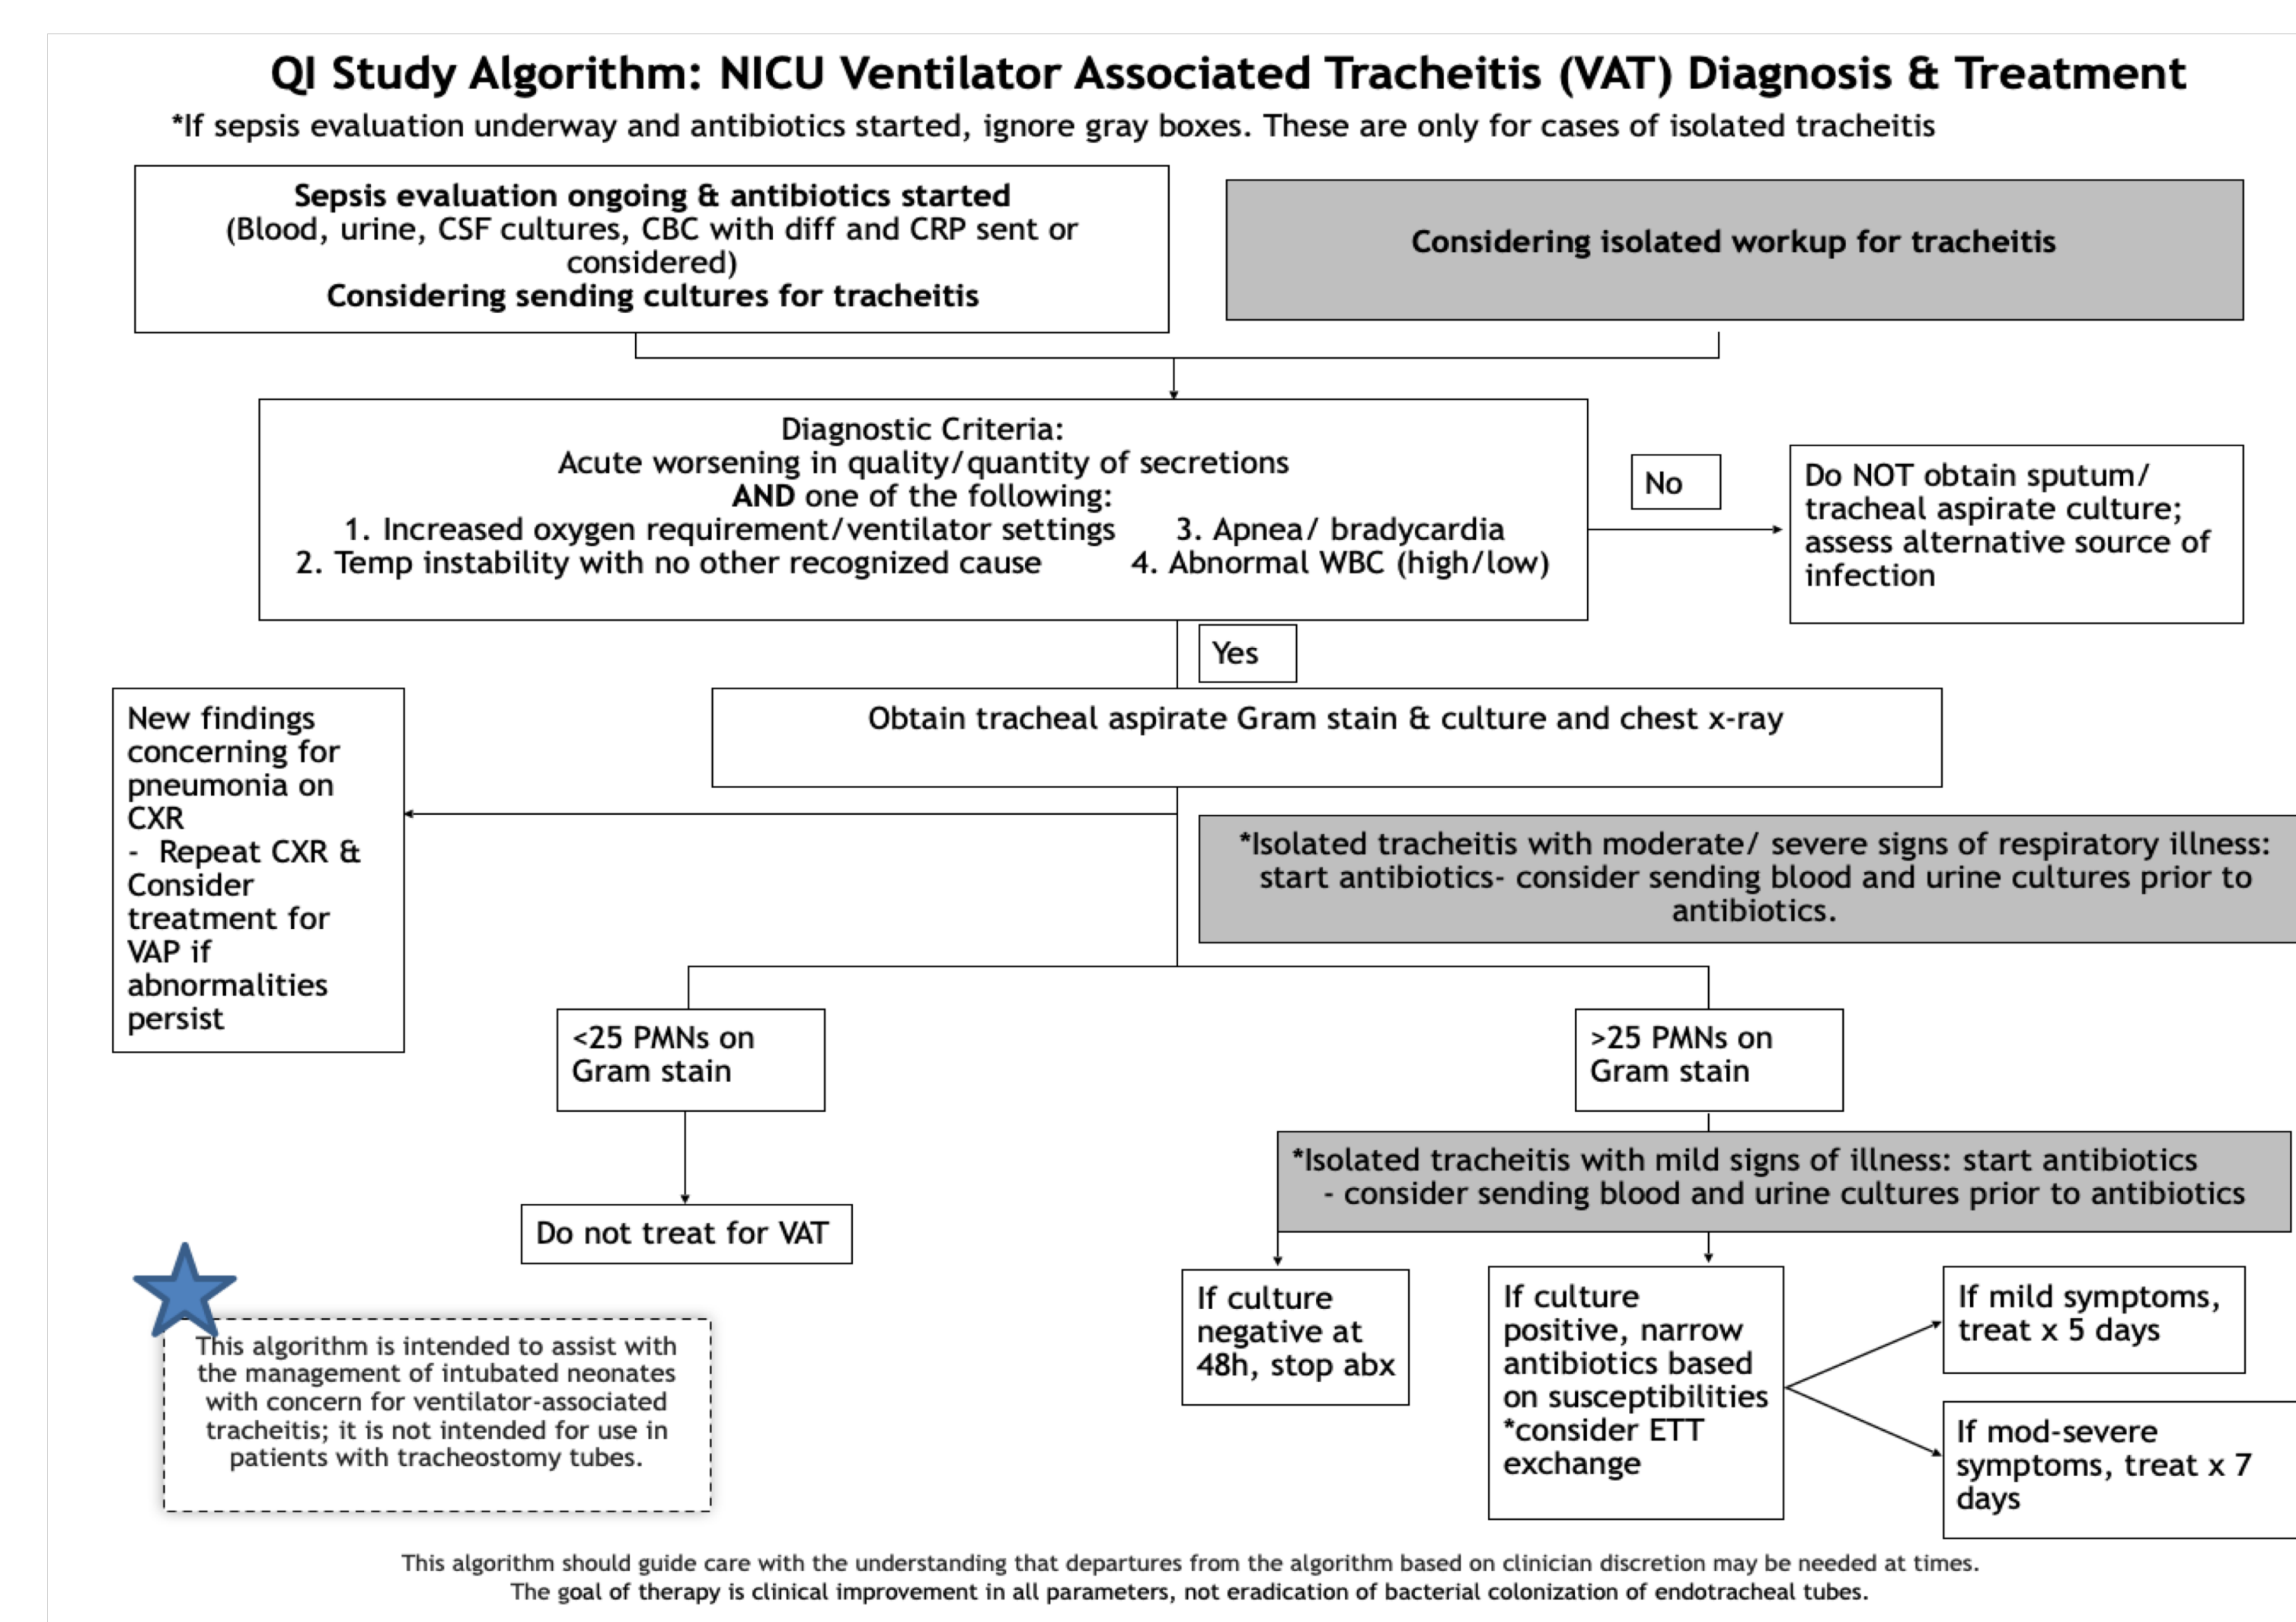 QI Study Algorithm: NICU Ventilator Associated Tracheitis (VAT) Diagnosis & Treatment
*If sepsis evaluation underway and antibiotics started, ignore gray boxes. These are only for cases of isolated tracheitis
Sepsis evaluation ongoing & antibiotics started
(Blood, urine, CSF cultures, CBC with diff and CRP sent or
considered)
Considering sending cultures for tracheitis
Considering isolated workup for tracheitis
Diagnostic Criteria:
Acute worsening in quality/quantity of secretions
AND one of the following:
1. Increased oxygen requirement/ventilator settings 3. Apnea/ bradycardia
2. Temp instability with no other recognized cause 4. Abnormal WBC (high/low)
No
Do NOT obtain sputum/
tracheal aspirate culture;
assess alternative source of
infection
Yes
New findings
concerning for
pneumonia on
CXR
- Repeat CXR &
Consider
treatment for
VAP if
abnormalities
persist
Obtain tracheal aspirate Gram stain & culture and chest x-ray
*Isolated tracheitis with moderate/ severe signs of respiratory illness:
start antibiotics- consider sending blood and urine cultures prior to
antibiotics.
<25 PMNs on
Gram stain
>25 PMNs on
Gram stain
*Isolated tracheitis with mild signs of illness: start antibiotics
- consider sending blood and urine cultures prior to antibiotics
Do not treat for VAT
If culture
negative at
48h, stop abx
If culture
positive, narrow
antibiotics based
on susceptibilities
*consider ETT
exchange
If mild symptoms,
treat x 5 days
If mod-severe
symptoms, treat x 7
days
This algorithm is intended to assist with
the management of intubated neonates
with concern for ventilator-associated
tracheitis; it is not intended for use in
patients with tracheostomy tubes.
This algorithm should guide care with the understanding that departures from the algorithm based on clinician discretion may be needed at times.
The goal of therapy is clinical improvement in all parameters, not eradication of bacterial colonization of endotracheal tubes.